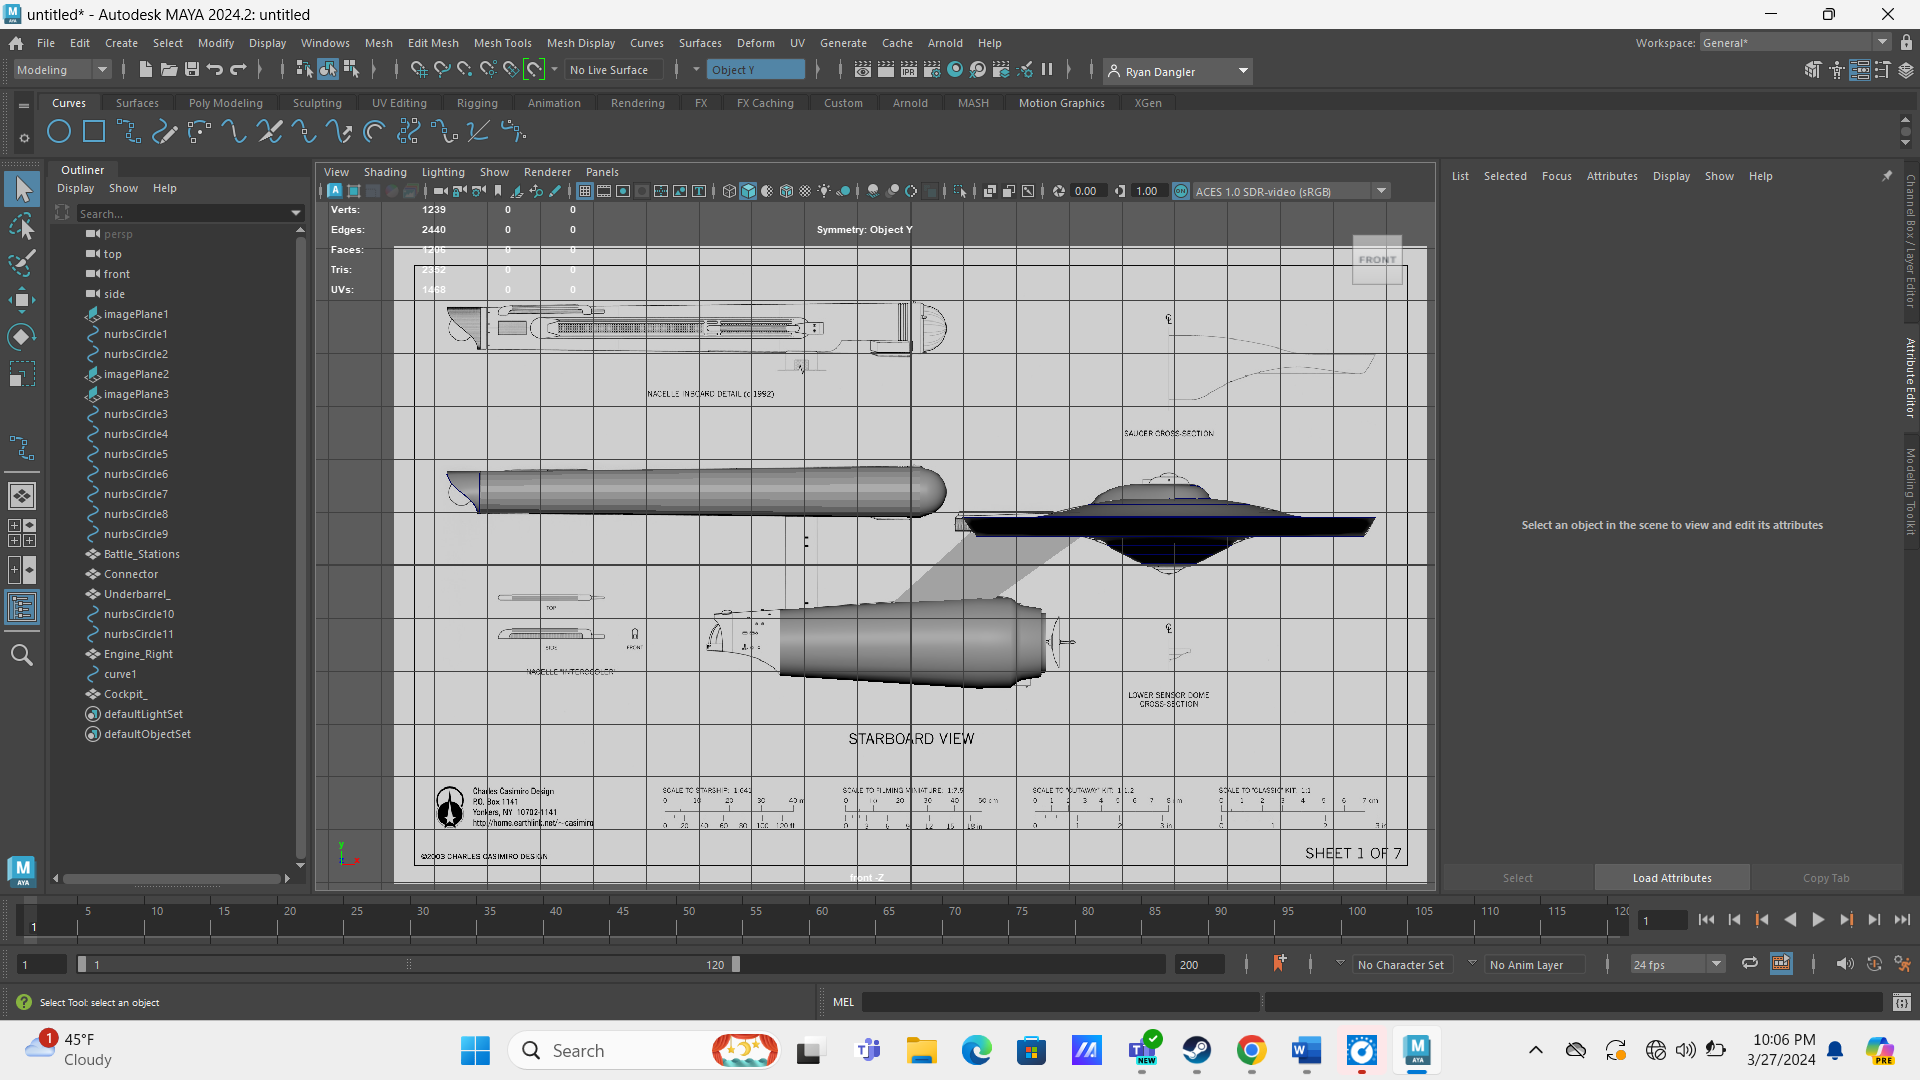 untitled* - Autodesk MAYA 2024.2: untitled
File Edit Create Select Modify Display Windows Mesh Edit Mesh Mesh Tools Mesh Display Curves Surfaces Deform UV Generate Cache Arnold Help
Workspace: General*
Modeling No Live Surface Object Y Ryan Dangler
Curves Surfaces Poly Modeling Sculpting UV Editing Rigging Animation Rendering FX FX Caching Custom Arnold MASH Motion Graphics XGen
Outliner
Display Show Help
Search...
persp
top
front
side
imagePlane1
nurbsCircle1
nurbsCircle2
imagePlane2
imagePlane3
nurbsCircle3
nurbsCircle4
nurbsCircle5
nurbsCircle6
nurbsCircle7
nurbsCircle8
nurbsCircle9
Battle_Stations
Connector
Underbarrel_
nurbsCircle10
nurbsCircle11
Engine_Right
curve1
Cockpit_
defaultLightSet
defaultObjectSet
View Shading Lighting Show Renderer Panels
0.00 1.00 ACES 1.0 SDR-video (sRGB)
Verts: 1239 0 0
Edges: 2440 0 0
Faces: 1206 0 0
Tris: 2352 0 0
UVs: 1468 0 0
Symmetry: Object Y
FRONT
NACELLE INBOARD DETAIL (c.1992)
SAUCER CROSS-SECTION
TOP
SIDE FRONT
NACELLE "INTERCOOLER"
LOWER SENSOR DOME
CROSS-SECTION
STARBOARD VIEW
Charles Casimiro Design
P.O. Box 1141
Yonkers, NY 10702-1141
http://home.earthlink.net/~casimiro
SCALE TO STARSHIP: 1:641
SCALE TO FILMING MINIATURE: 1:7.5
SCALE TO "CUTAWAY" KIT: 1:1.2
SCALE TO "CLASSIC" KIT: 1:1
©2003 CHARLES CASIMIRO DESIGN
SHEET 1 OF 7
front -Z
List Selected Focus Attributes Display Show Help
Select an object in the scene to view and edit its attributes
Select Load Attributes Copy Tab
Channel Box / Layer Editor
Attribute Editor
Modeling Toolkit
1 5 10 15 20 25 30 35 40 45 50 55 60 65 70 75 80 85 90 95 100 105 110 115 120
1
1 1 120 200 No Character Set No Anim Layer 24 fps
Select Tool: select an object
MEL
45°F
Cloudy
1
Search
NEW
10:06 PM
3/27/2024
PRE